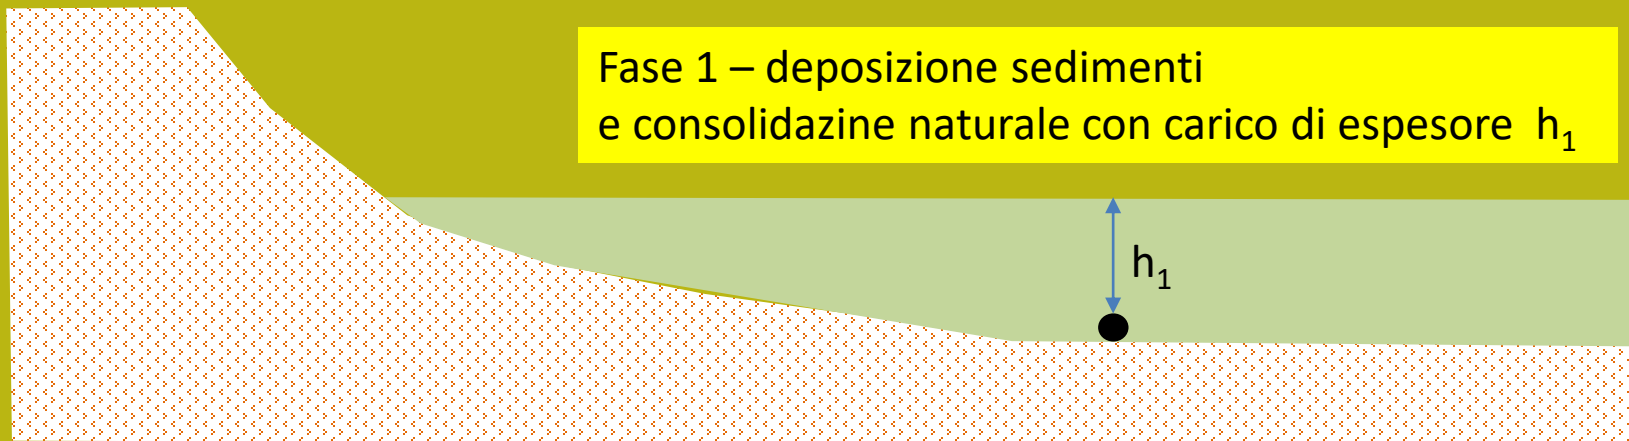 Fase 1 – deposizione sedimenti
e consolidazine naturale con carico di espesore h₁
h₁